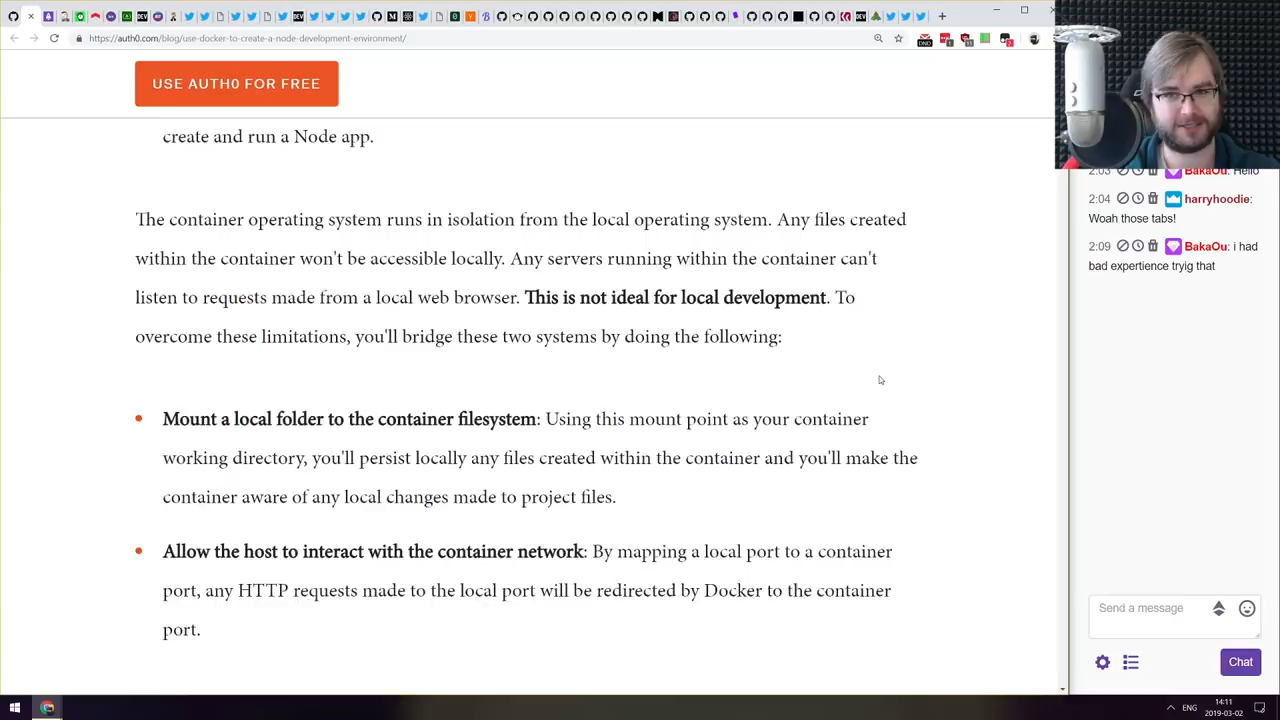 https://auth0.com/blog/use-docker-to-create-a-node-development-environment/
USE AUTH0 FOR FREE
create and run a Node app.
The container operating system runs in isolation from the local operating system. Any files created
within the container won't be accessible locally. Any servers running within the container can't
listen to requests made from a local web browser. This is not ideal for local development. To
overcome these limitations, you'll bridge these two systems by doing the following:
• Mount a local folder to the container filesystem: Using this mount point as your container
working directory, you'll persist locally any files created within the container and you'll make the
container aware of any local changes made to project files.
• Allow the host to interact with the container network: By mapping a local port to a container
port, any HTTP requests made to the local port will be redirected by Docker to the container
port.
2:03 BakaOu: Hello
2:04 harryhoodie:
Woah those tabs!
2:09 BakaOu: i had
bad expertience tryig that
Send a message
Chat
ENG
14:11
2019-03-02